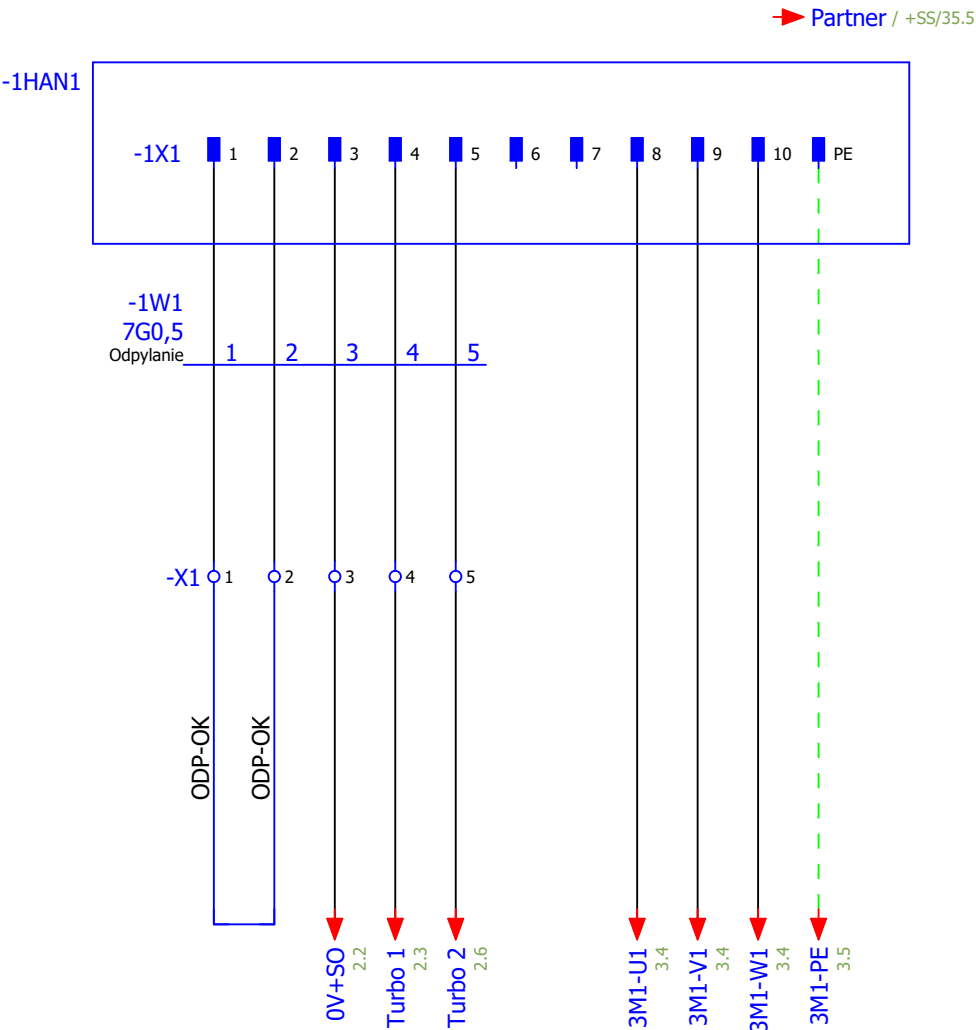 Partner / +SS/35.5
-1HAN1
-1X1 1 2 3 4 5 6 7 8 9 10 PE
-1W1
7G0,5
Odpylanie 1 2 3 4 5
-X1 1 2 3 4 5
ODP-OK ODP-OK
0V+SO 2.2
Turbo 1 2.3
Turbo 2 2.6
3M1-U1 3.4
3M1-V1 3.4
3M1-W1 3.4
3M1-PE 3.5